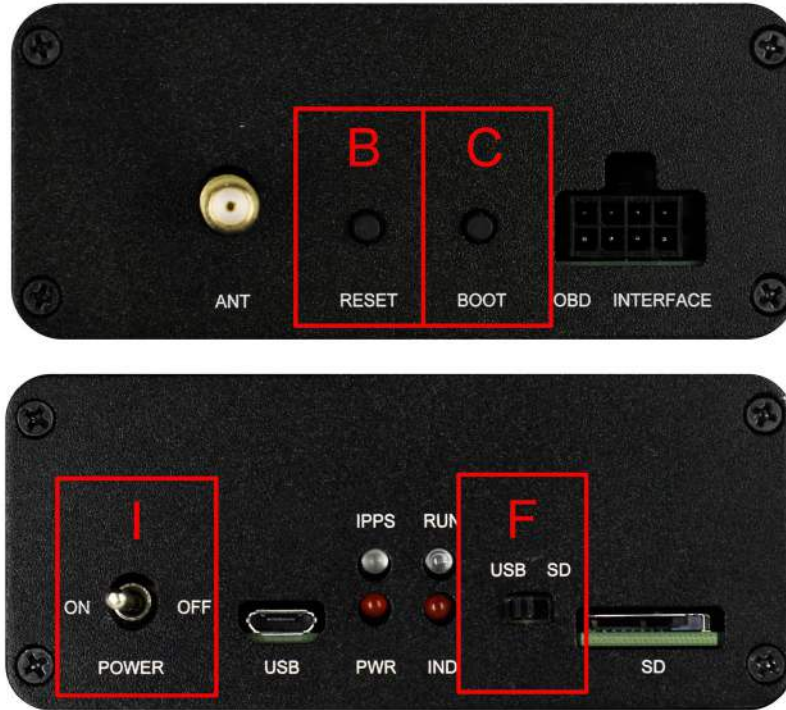 B C
ANT RESET BOOT OBD INTERFACE
I F
IPPS RUN
USB SD
ON OFF
POWER USB PWR IND SD